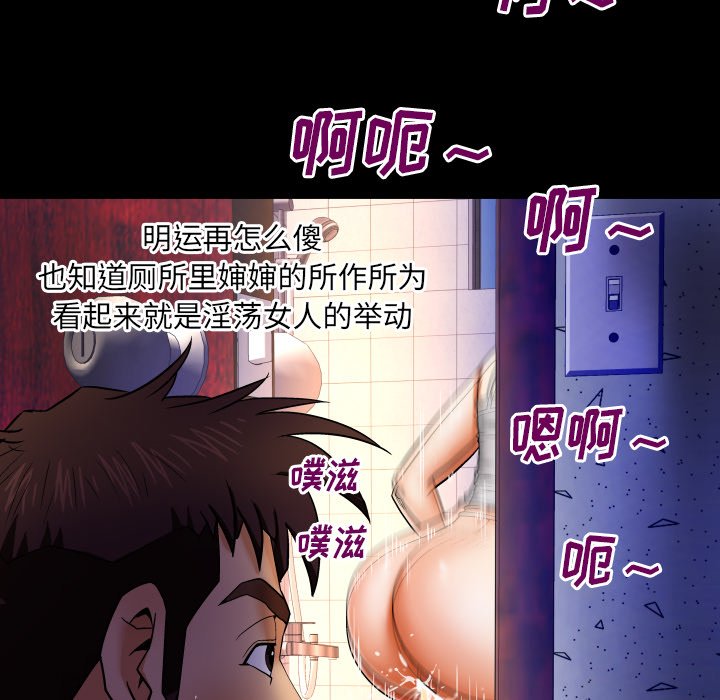 啊呃~
啊~
明运再怎么傻
也知道厕所里婶婶的所作所为
看起来就是淫荡女人的举动
嗯啊~
噗滋
噗滋
呃~